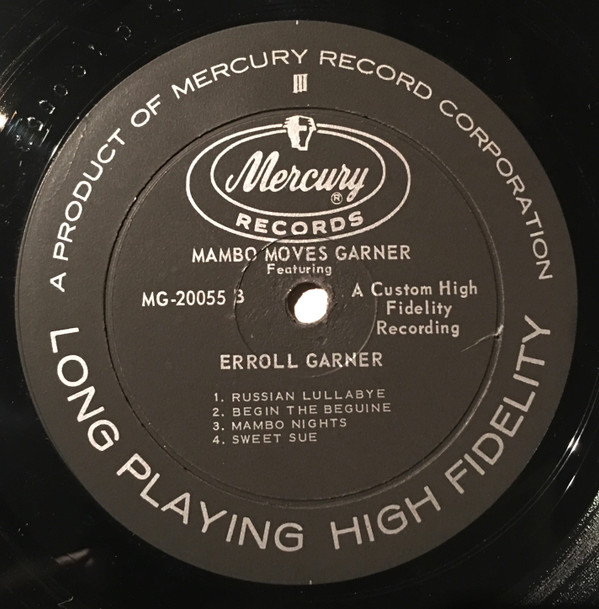 A PRODUCT OF MERCURY RECORD CORPORATION
III
Mercury ®
RECORDS
MAMBO MOVES GARNER
Featuring
MG-20055 B
A Custom High
Fidelity
Recording
ERROLL GARNER
1. RUSSIAN LULLABYE
2. BEGIN THE BEGUINE
3. MAMBO NIGHTS
4. SWEET SUE
LONG PLAYING HIGH FIDELITY